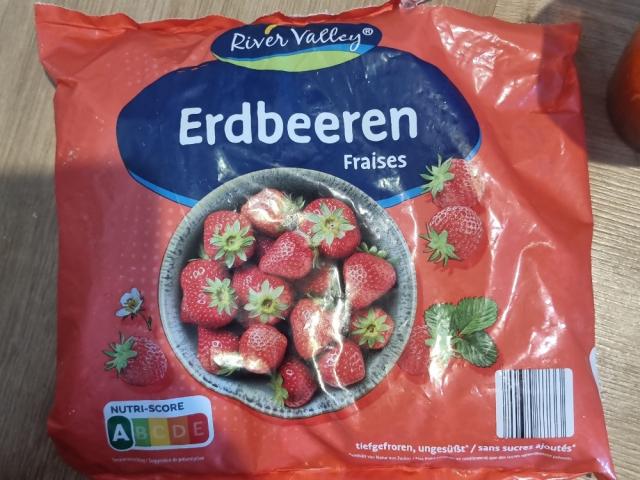 River Valley®
Erdbeeren
Fraises
NUTRI-SCORE
A B C D E
tiefgefroren, ungesüßt* / sans sucres ajoutés*